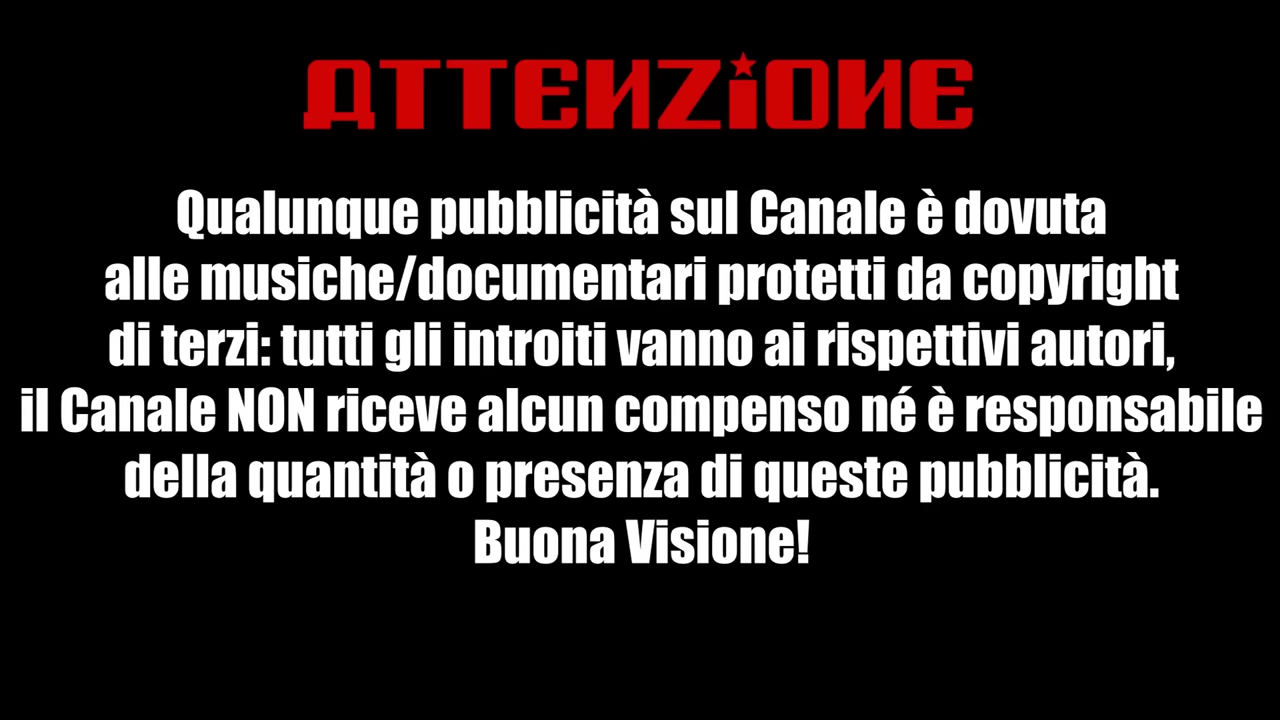 ATTENZIONE
Qualunque pubblicità sul Canale è dovuta
alle musiche/documentari protetti da copyright
di terzi: tutti gli introiti vanno ai rispettivi autori,
il Canale NON riceve alcun compenso né è responsabile
della quantità o presenza di queste pubblicità.
Buona Visione!